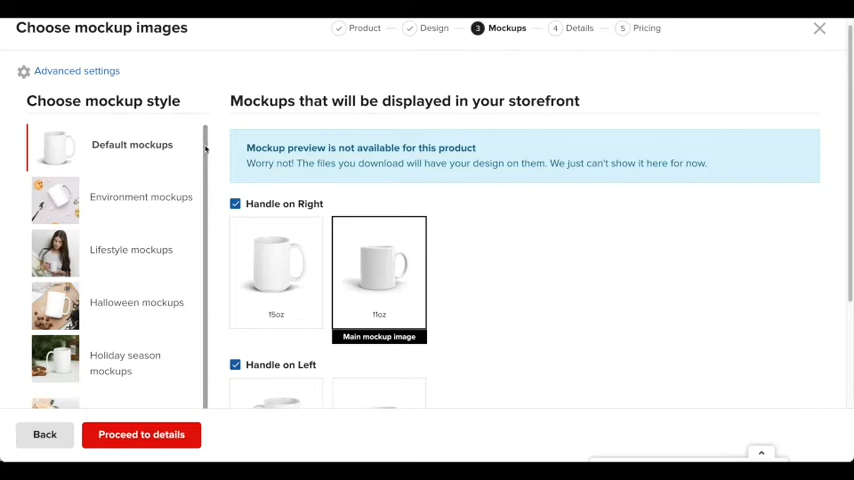 Choose mockup images
Product
Design
3 Mockups
4 Details
5 Pricing
Advanced settings
Choose mockup style
Default mockups
Environment mockups
Lifestyle mockups
Halloween mockups
Holiday season
mockups
Mockups that will be displayed in your storefront
Mockup preview is not available for this product
Worry not! The files you download will have your design on them. We just can't show it here for now.
Handle on Right
15oz
11oz
Main mockup image
Handle on Left
Back
Proceed to details